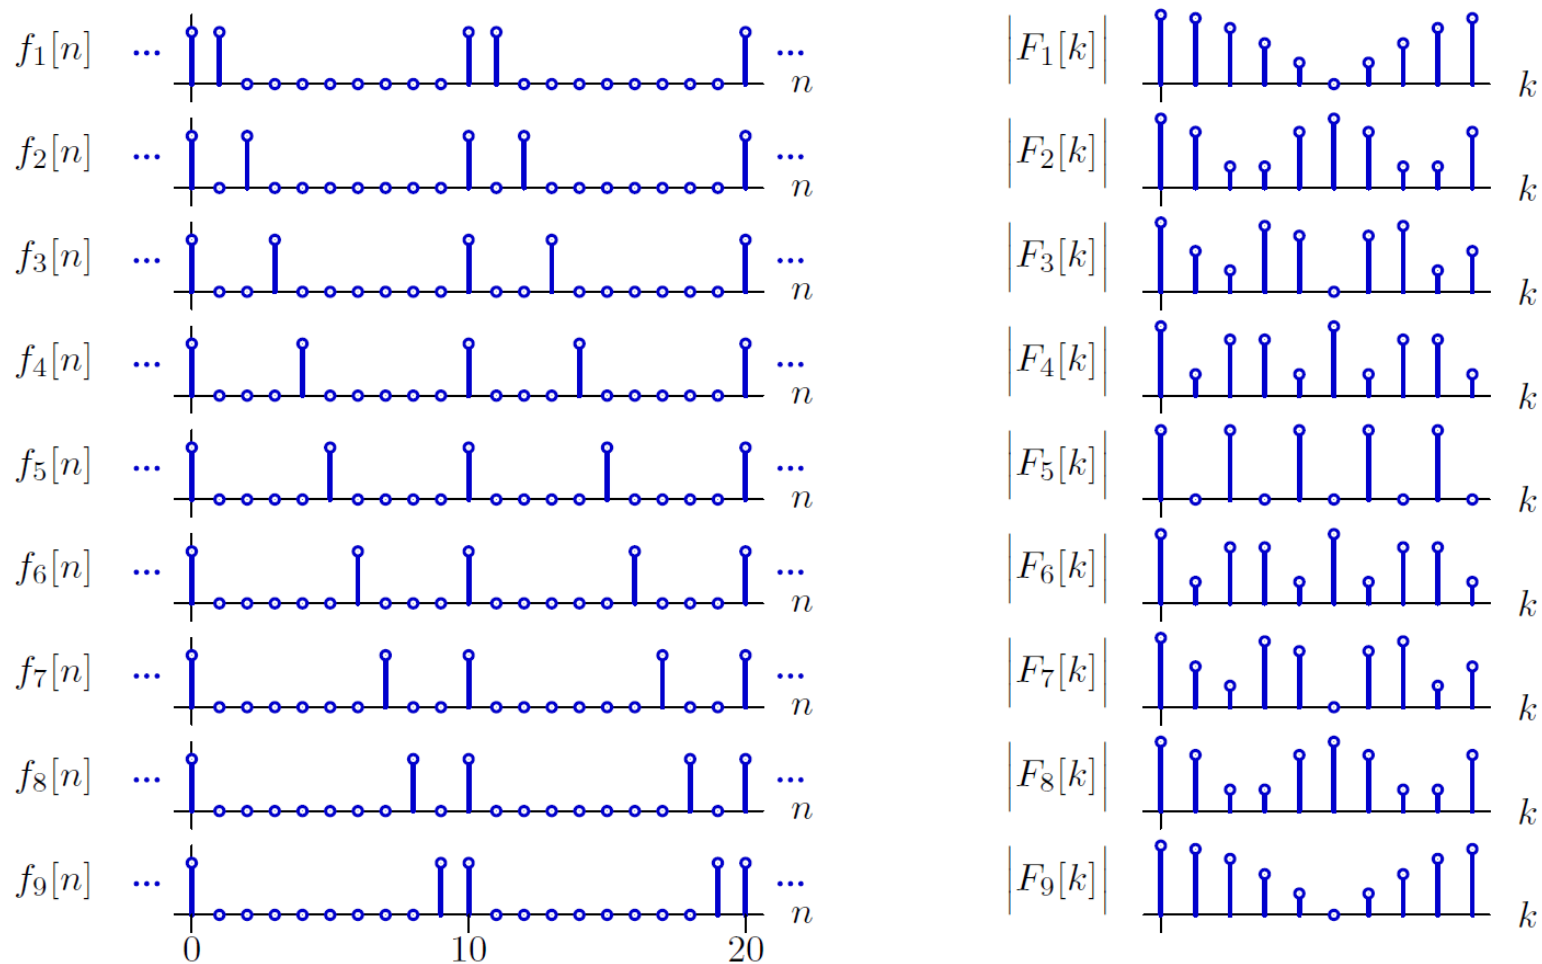 f₁[n] ... ... n |F₁[k]| k
f₂[n] ... ... n |F₂[k]| k
f₃[n] ... ... n |F₃[k]| k
f₄[n] ... ... n |F₄[k]| k
f₅[n] ... ... n |F₅[k]| k
f₆[n] ... ... n |F₆[k]| k
f₇[n] ... ... n |F₇[k]| k
f₈[n] ... ... n |F₈[k]| k
f₉[n] ... ... n |F₉[k]| k
0 10 20